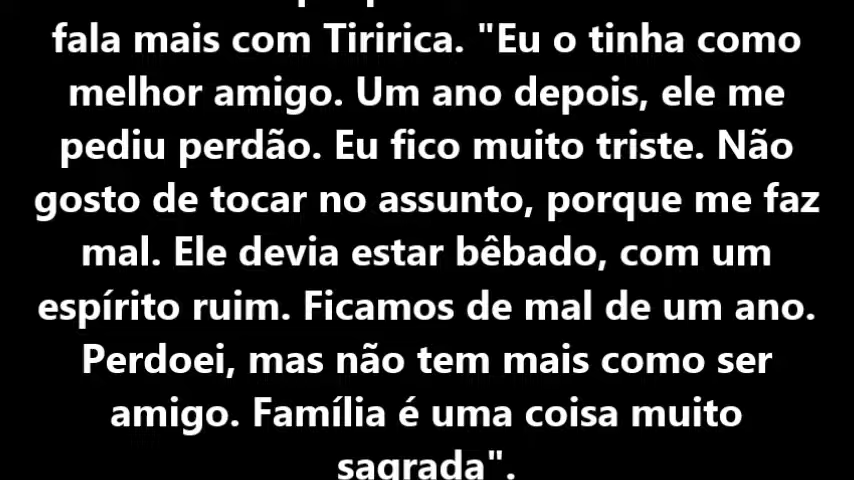 fala mais com Tiririca. "Eu o tinha como
melhor amigo. Um ano depois, ele me
pediu perdão. Eu fico muito triste. Não
gosto de tocar no assunto, porque me faz
mal. Ele devia estar bêbado, com um
espírito ruim. Ficamos de mal de um ano.
Perdoei, mas não tem mais como ser
amigo. Família é uma coisa muito
sagrada".